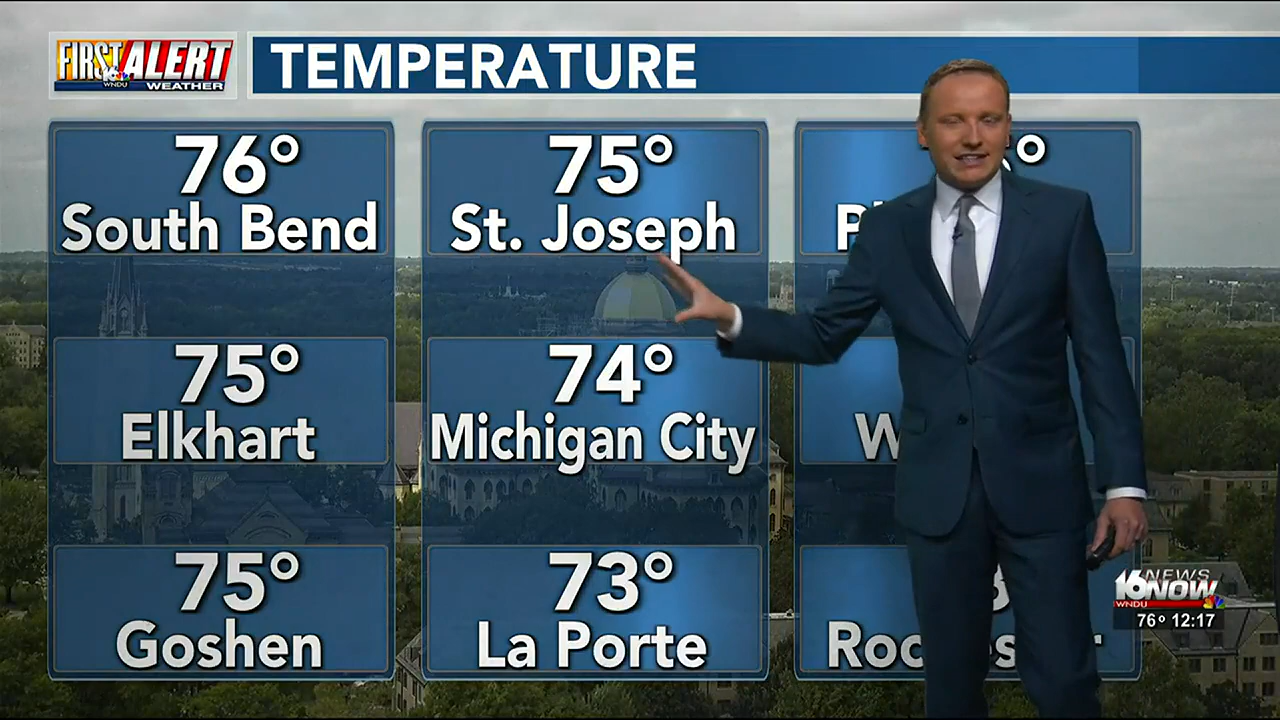 FIRST ALERT
16
WNDU
WEATHER
TEMPERATURE
76°
South Bend
75°
St. Joseph
75°
Elkhart
74°
Michigan City
75°
Goshen
73°
La Porte
16 NEWS
NOW
WNDU
76° 12:17